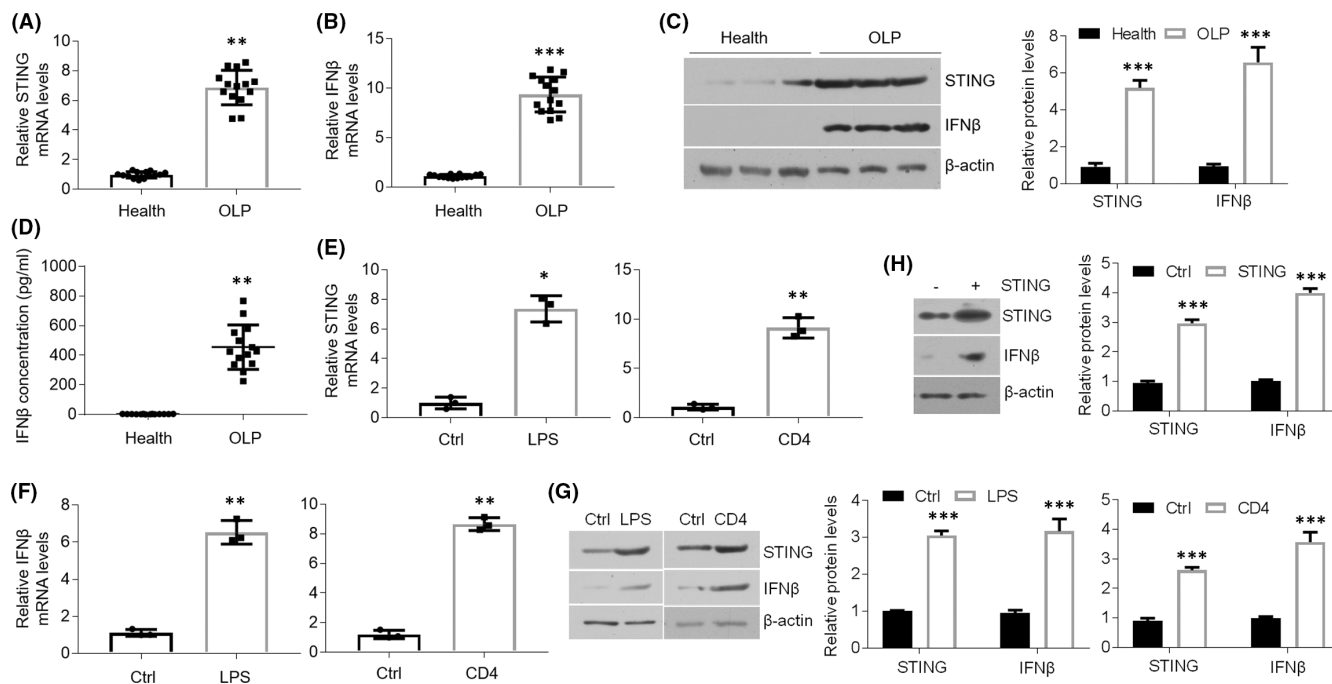 (A)
Relative STING
mRNA levels
10
8
6
4
2
0
**
Health
OLP
(B)
Relative IFNβ
mRNA levels
15
10
5
0
***
Health
OLP
(C)
Health
OLP
STING
IFNβ
β-actin
Health
OLP
Relative protein levels
8
6
4
2
0
***
***
STING
IFNβ
(D)
IFNβ concentration (pg/ml)
1000
800
600
400
200
0
**
Health
OLP
(E)
Relative STING
mRNA levels
10
8
6
4
2
0
*
Ctrl
LPS
15
10
5
0
**
Ctrl
CD4
(H)
- + STING
STING
IFNβ
β-actin
Ctrl
STING
Relative protein levels
5
4
3
2
1
0
***
***
STING
IFNβ
(F)
Relative IFNβ
mRNA levels
8
6
4
2
0
**
Ctrl
LPS
10
8
6
4
2
0
**
Ctrl
CD4
(G)
Ctrl LPS
Ctrl CD4
STING
IFNβ
β-actin
Ctrl
LPS
Relative protein levels
4
3
2
1
0
***
***
STING
IFNβ
Ctrl
CD4
5
4
3
2
1
0
***
***
STING
IFNβ